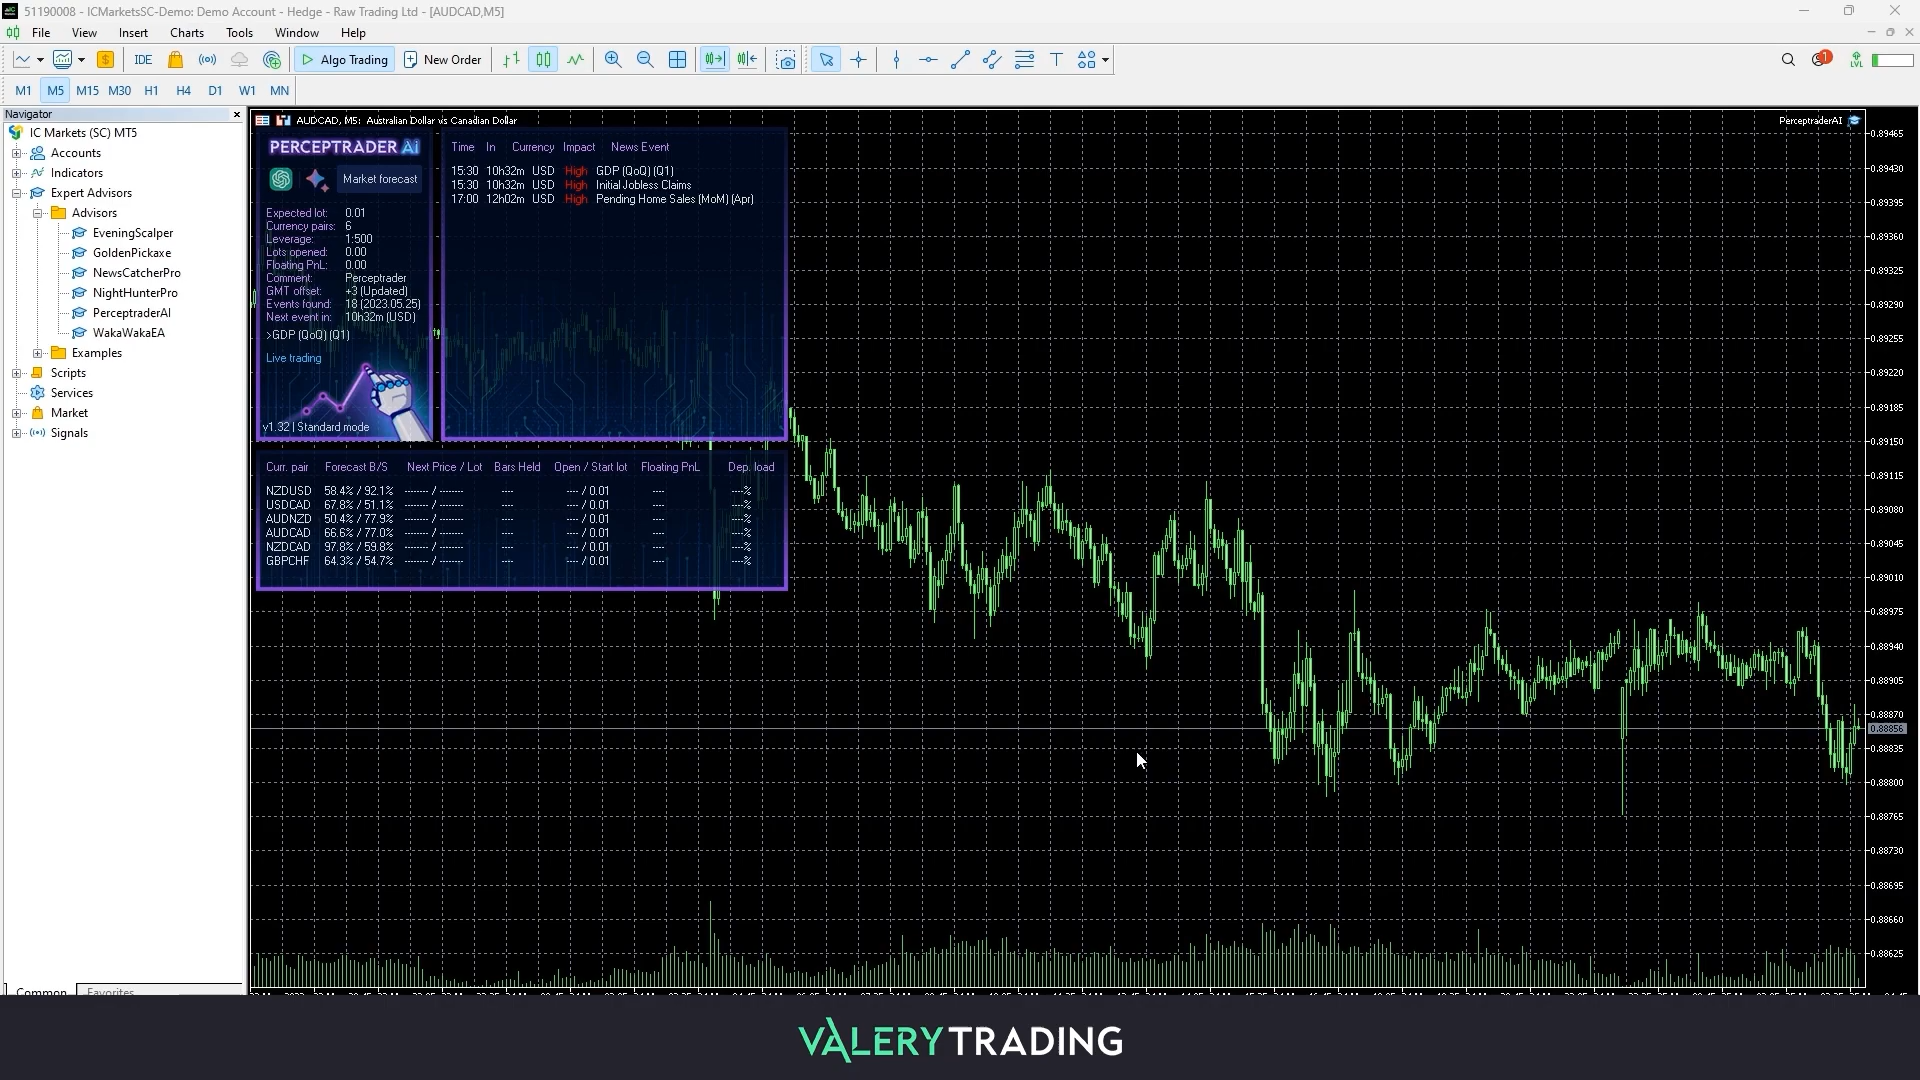 51190008 - ICMarketsSC-Demo: Demo Account - Hedge - Raw Trading Ltd - [AUDCAD,M5]
File View Insert Charts Tools Window Help
IDE Algo Trading New Order 1 LVL
M1 M5 M15 M30 H1 H4 D1 W1 MN
Navigator
IC Markets (SC) MT5
Accounts
Indicators
Expert Advisors
Advisors
EveningScalper
GoldenPickaxe
NewsCatcherPro
NightHunterPro
PerceptraderAI
WakaWakaEA
Examples
Scripts
Services
Market
Signals
Common Favorites
AUDCAD, M5: Australian Dollar vs Canadian Dollar
PerceptraderAI
PERCEPTRADER Ai
Market forecast
Expected lot: 0.01
Currency pairs: 6
Leverage: 1:500
Lots opened: 0.00
Floating PnL: 0.00
Comment: Perceptrader
GMT offset: +3 (Updated)
Events found: 18 (2023.05.25)
Next event in: 10h32m (USD)
>GDP (QoQ) (Q1)
Live trading
v1.32 | Standard mode
Time In Currency Impact News Event
15:30 10h32m USD High GDP (QoQ) (Q1)
15:30 10h32m USD High Initial Jobless Claims
17:00 12h02m USD High Pending Home Sales (MoM) (Apr)
Curr. pair Forecast B/S Next Price / Lot Bars Held Open / Start lot Floating PnL Dep. load
NZDUSD 58.4% / 92.1% ------- / ------- ---- ---- / 0.01 ---- ----%
USDCAD 67.8% / 51.1% ------- / ------- ---- ---- / 0.01 ---- ----%
AUDNZD 50.4% / 77.9% ------- / ------- ---- ---- / 0.01 ---- ----%
AUDCAD 66.6% / 77.0% ------- / ------- ---- ---- / 0.01 ---- ----%
NZDCAD 97.8% / 59.8% ------- / ------- ---- ---- / 0.01 ---- ----%
GBPCHF 64.3% / 54.7% ------- / ------- ---- ---- / 0.01 ---- ----%
0.89465
0.89430
0.89395
0.89360
0.89325
0.89290
0.89255
0.89220
0.89185
0.89150
0.89115
0.89080
0.89045
0.89010
0.88975
0.88940
0.88905
0.88870
0.88856
0.88835
0.88800
0.88765
0.88730
0.88695
0.88660
0.88625
VALERY TRADING